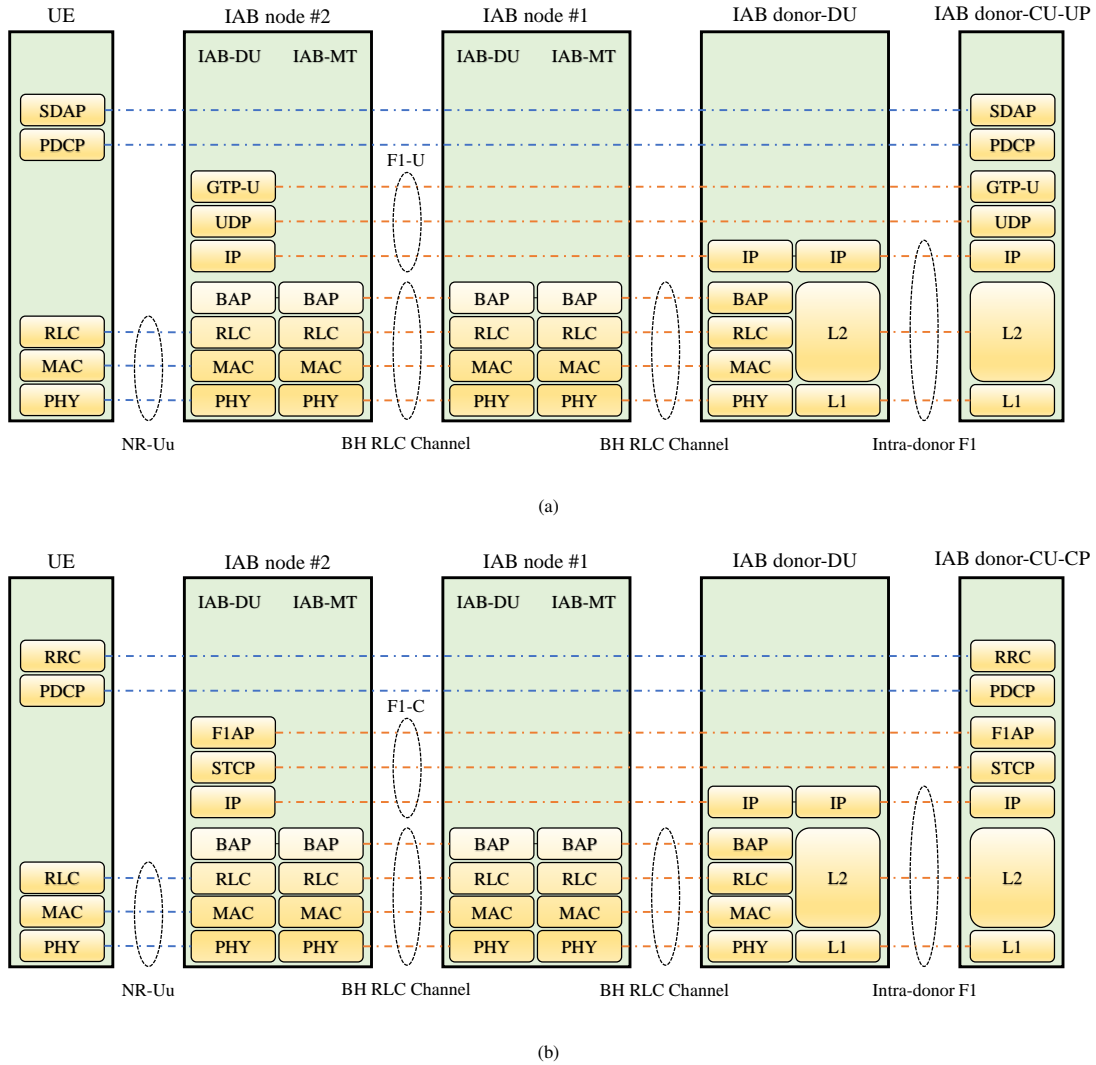 UE IAB node #2 IAB node #1 IAB donor-DU IAB donor-CU-UP
IAB-DU IAB-MT IAB-DU IAB-MT
SDAP SDAP
PDCP PDCP
F1-U
GTP-U GTP-U
UDP UDP
IP IP IP IP
BAP BAP BAP BAP BAP
RLC RLC RLC RLC RLC RLC L2 L2
MAC MAC MAC MAC MAC MAC
PHY PHY PHY PHY PHY PHY L1 L1
NR-Uu BH RLC Channel BH RLC Channel Intra-donor F1
(a)
UE IAB node #2 IAB node #1 IAB donor-DU IAB donor-CU-CP
IAB-DU IAB-MT IAB-DU IAB-MT
RRC RRC
PDCP PDCP
F1-C
F1AP F1AP
STCP STCP
IP IP IP IP
BAP BAP BAP BAP BAP
RLC RLC RLC RLC RLC RLC L2 L2
MAC MAC MAC MAC MAC MAC
PHY PHY PHY PHY PHY PHY L1 L1
NR-Uu BH RLC Channel BH RLC Channel Intra-donor F1
(b)